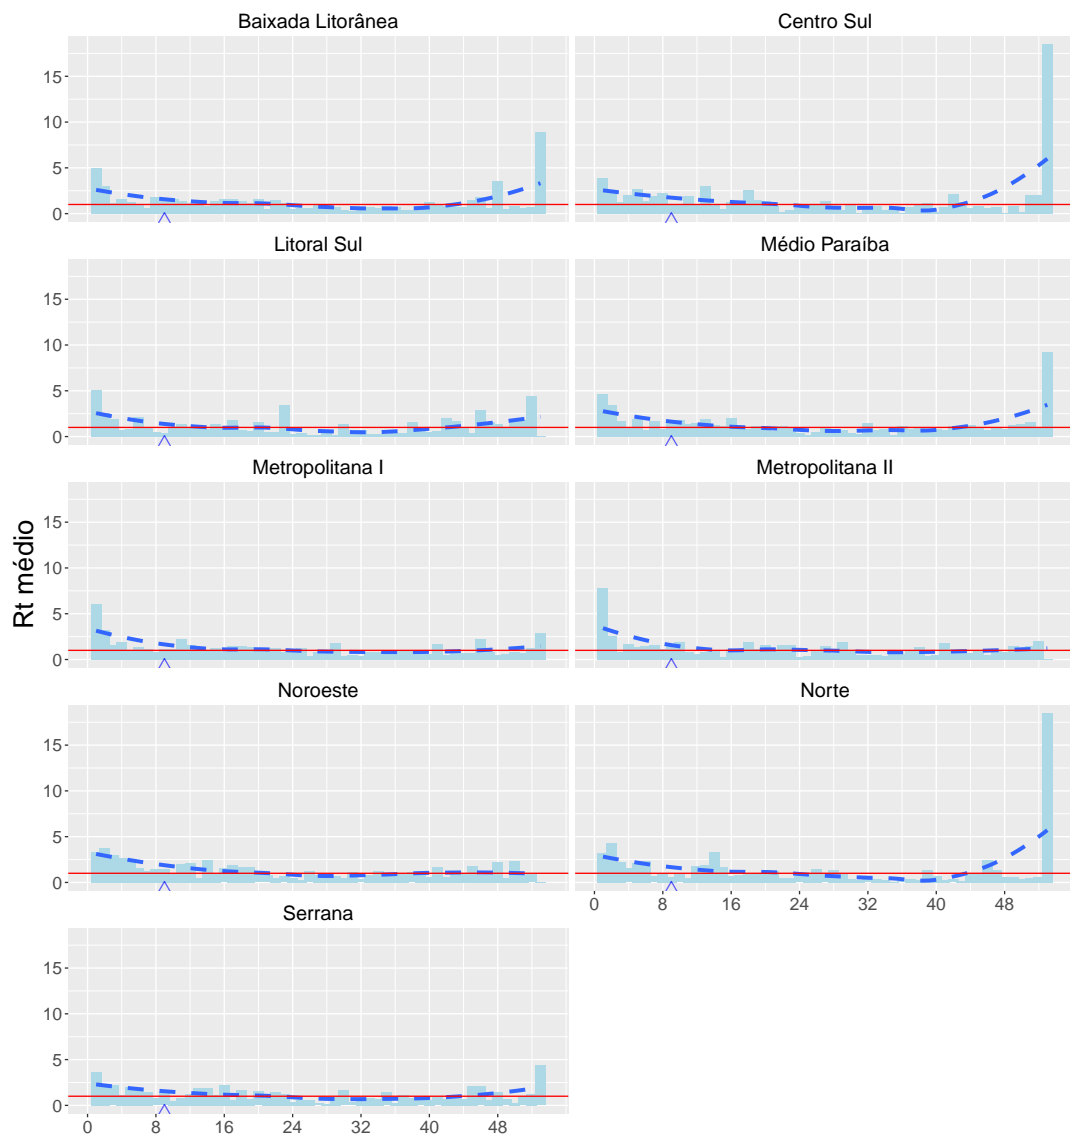 Baixada Litorânea
Centro Sul
15
10
5
0
Litoral Sul
Médio Paraíba
15
10
5
0
Metropolitana I
Metropolitana II
15
10
5
0
Rt médio
Noroeste
Norte
15
10
5
0
0 8 16 24 32 40 48
Serrana
15
10
5
0
0 8 16 24 32 40 48